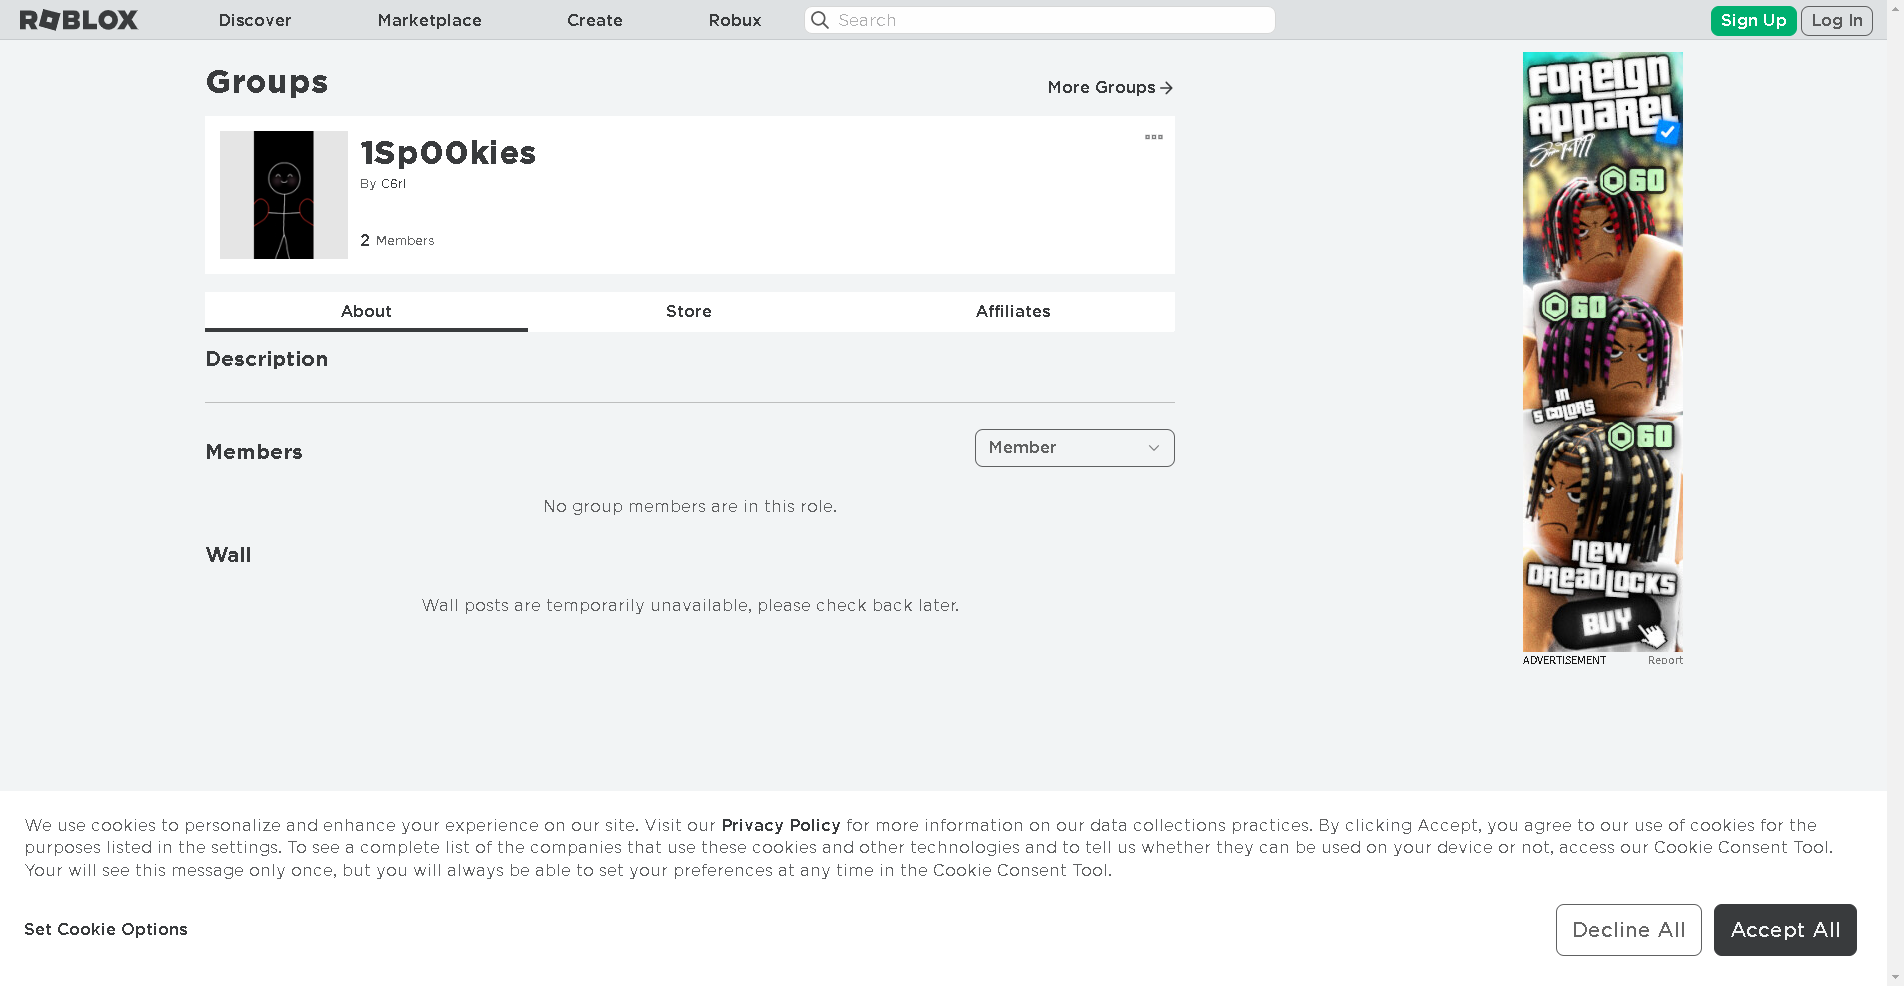 ROBLOX Discover Marketplace Create Robux Search Sign Up Log In
Groups
More Groups
1Sp00kies
By C6rl
2 Members
About Store Affiliates
Description
Members
Member
No group members are in this role.
Wall
Wall posts are temporarily unavailable, please check back later.
FOREIGN
APPAREL
60
60
IN
5 COLORS
60
NEW
DREADLOCKS
BUY
ADVERTISEMENT Report
We use cookies to personalize and enhance your experience on our site. Visit our Privacy Policy for more information on our data collections practices. By clicking Accept, you agree to our use of cookies for the
purposes listed in the settings. To see a complete list of the companies that use these cookies and other technologies and to tell us whether they can be used on your device or not, access our Cookie Consent Tool.
Your will see this message only once, but you will always be able to set your preferences at any time in the Cookie Consent Tool.
Set Cookie Options
Decline All
Accept All